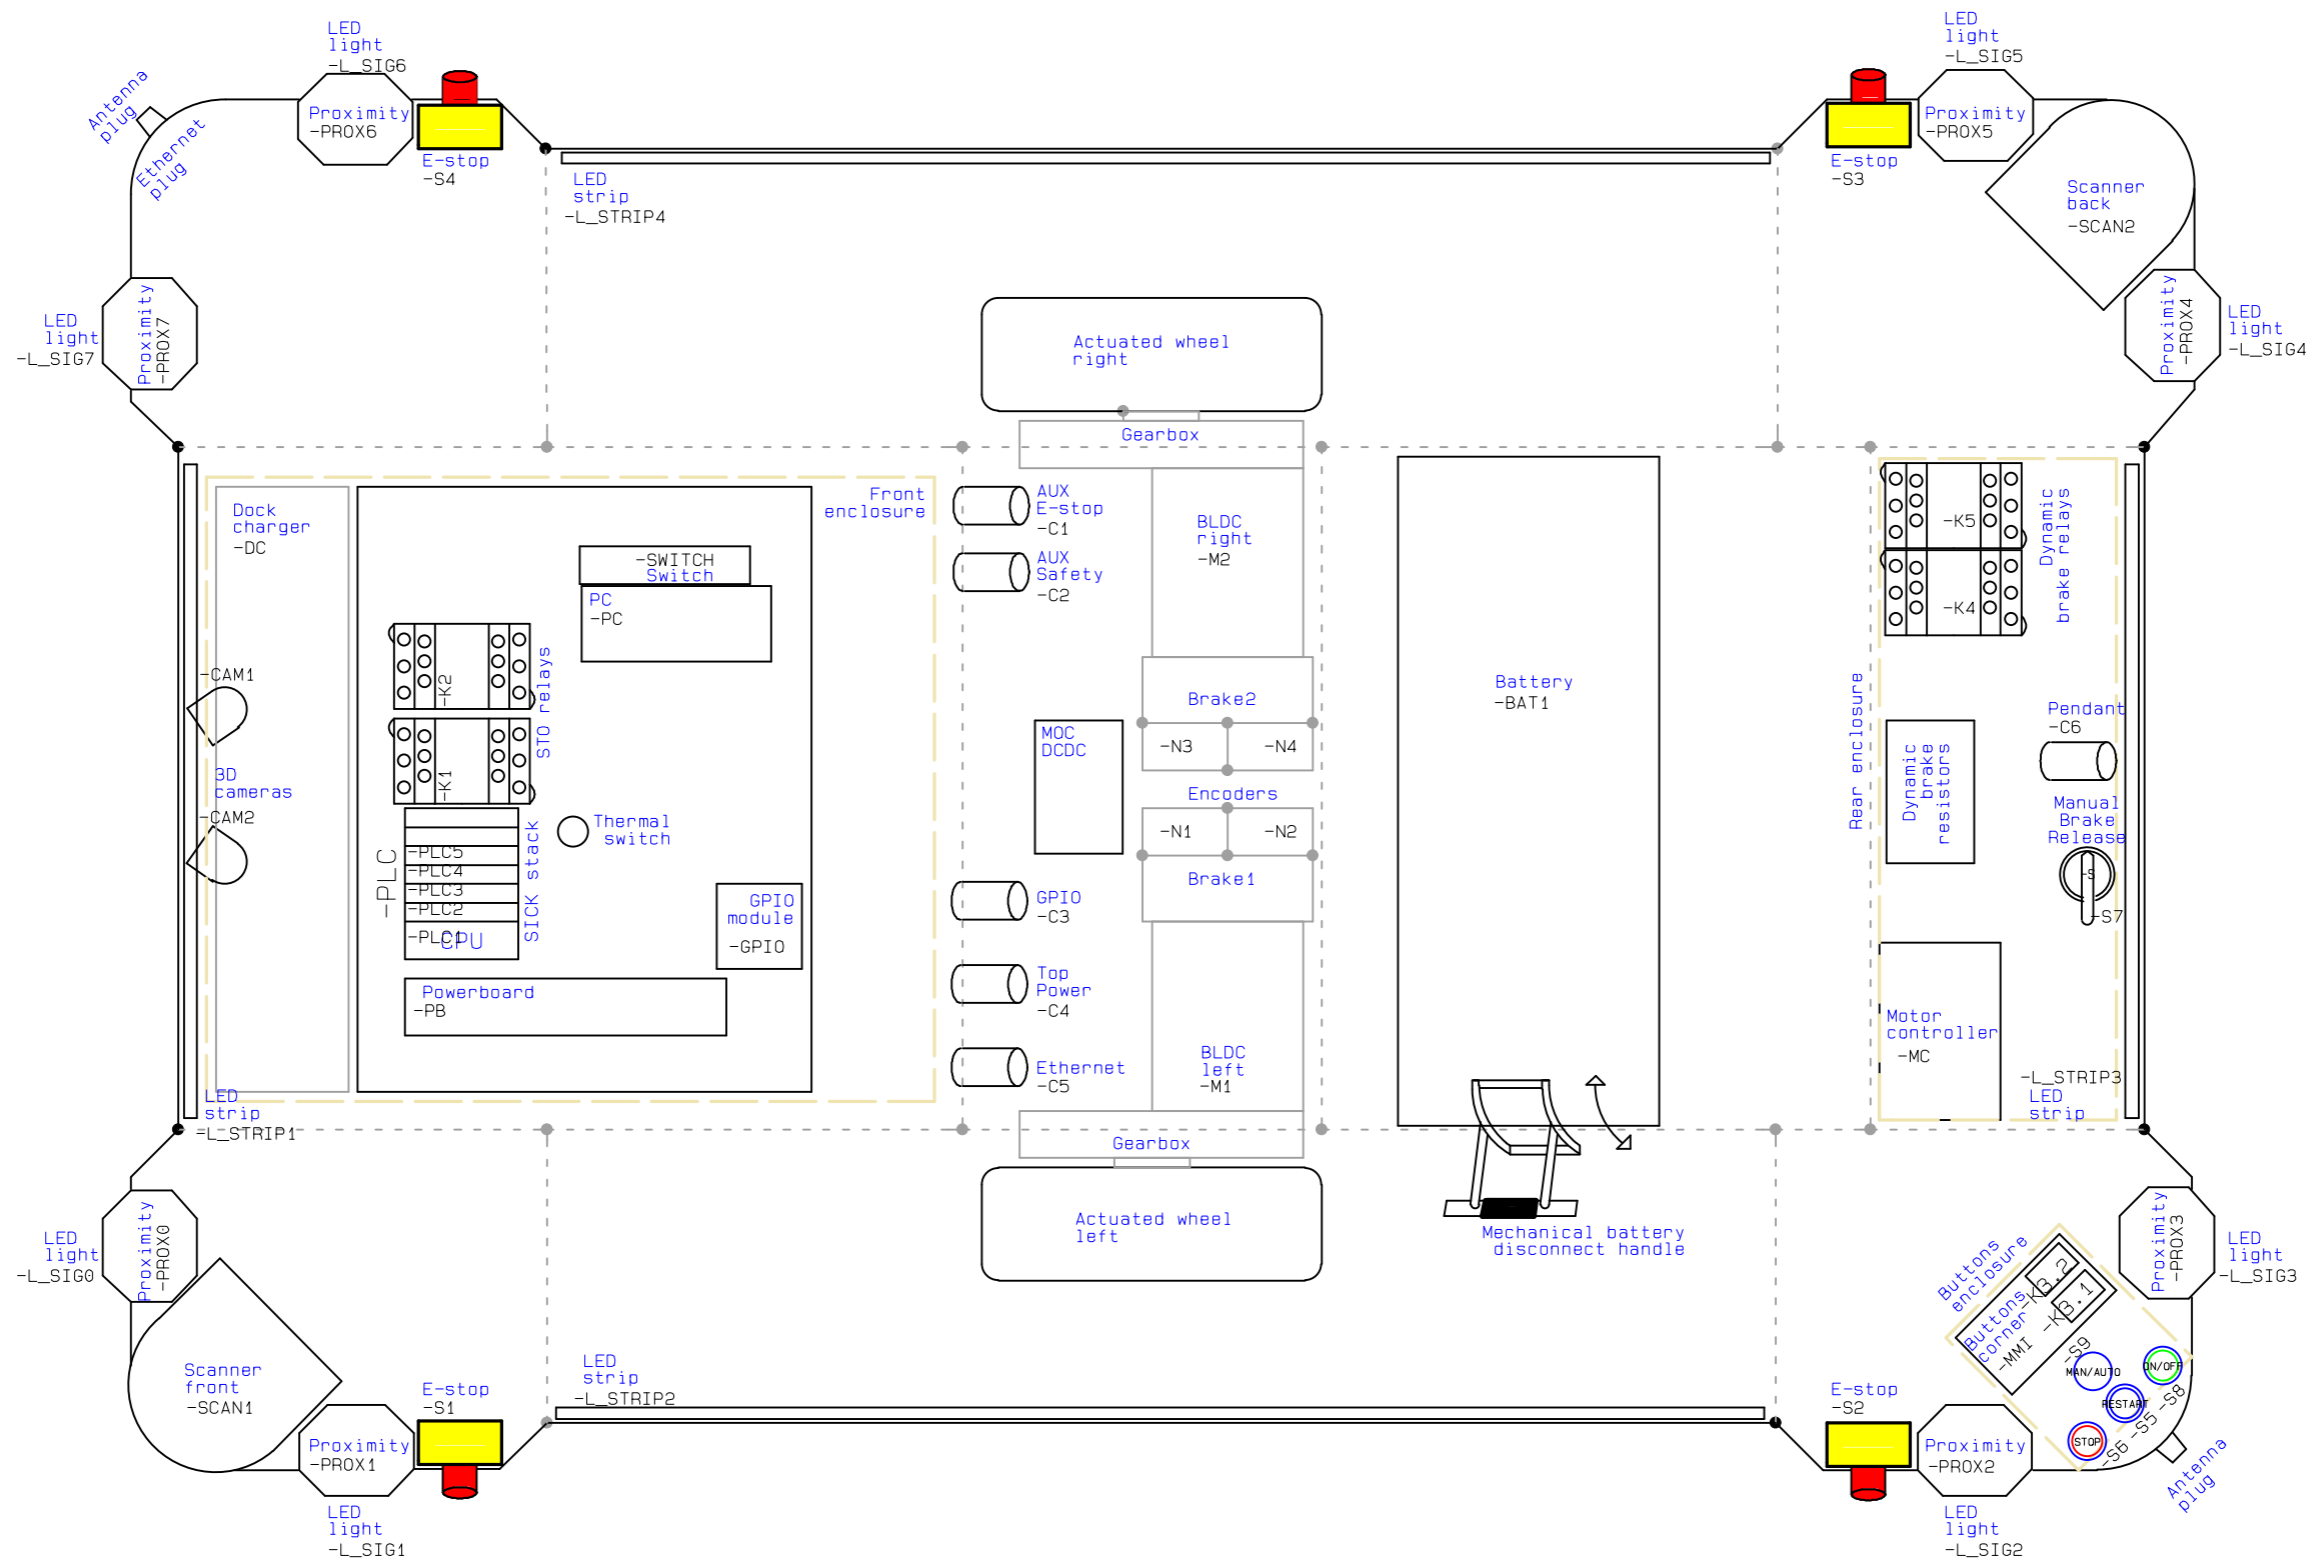 LED
light
-L_SIG6
LED
light
-L_SIG5
Antenna
plug
Ethernet
plug
Proximity
-PROX6
E-stop
-S4
LED
strip
-L_STRIP4
Proximity
-PROX5
E-stop
-S3
Scanner
back
-SCAN2
LED
light
-L_SIG7
Proximity
-PROX7
Actuated wheel
right
Proximity
-PROX4
LED
light
-L_SIG4
Gearbox
Dock
charger
-DC
Front
enclosure
-SWITCH
Switch
PC
-PC
AUX
E-stop
-C1
AUX
Safety
-C2
BLDC
right
-M2
-K5
-K4
Dynamic
brake relays
-CAM1
3D
cameras
-CAM2
-K2
-K1
STO relays
Brake2
-N3
-N4
MOC
DCDC
Encoders
-N1
-N2
Brake1
Battery
-BAT1
Rear enclosure
Pendant
-C6
Dynamic
brake
resistors
Manual
Brake
Release
-S
-S7
Thermal
switch
-PLC
-PLC5
-PLC4
-PLC3
-PLC2
-PLC1
CPU
SICK stack
GPIO
module
-GPIO
GPIO
-C3
Powerboard
-PB
Top
Power
-C4
Motor
controller
-MC
BLDC
left
-M1
Ethernet
-C5
LED
strip
-L_STRIP1
-L_STRIP3
LED
strip
Gearbox
Mechanical battery
disconnect handle
LED
light
-L_SIG0
Proximity
-PROX0
Actuated wheel
left
Proximity
-PROX3
LED
light
-L_SIG3
Buttons
enclosure
Buttons
corner
-MMI
-K3.2
-K3.1
-S9
MAN/AUTO
ON/OFF
RESTART
STOP
-S6
-S5
-S8
Scanner
front
-SCAN1
E-stop
-S1
LED
strip
-L_STRIP2
E-stop
-S2
Proximity
-PROX1
Proximity
-PROX2
Antenna
plug
LED
light
-L_SIG1
LED
light
-L_SIG2